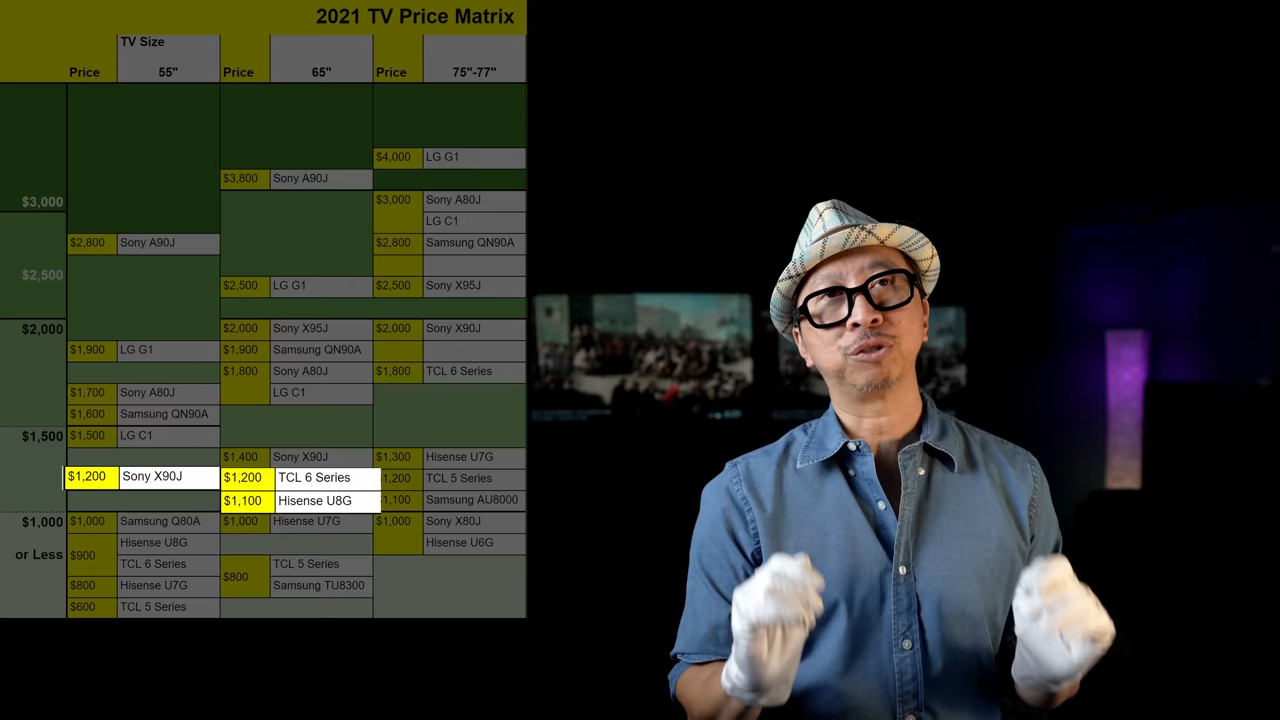 2021 TV Price Matrix
TV Size
Price 55" Price 65" Price 75"-77"
$4,000 LG G1
$3,800 Sony A90J
$3,000 $3,000 Sony A80J
LG C1
$2,800 Sony A90J $2,800 Samsung QN90A
$2,500 $2,500 LG G1 $2,500 Sony X95J
$2,000 $2,000 Sony X95J $2,000 Sony X90J
$1,900 LG G1 $1,900 Samsung QN90A
$1,800 Sony A80J $1,800 TCL 6 Series
$1,700 Sony A80J LG C1
$1,600 Samsung QN90A
$1,500 $1,500 LG C1
$1,400 Sony X90J $1,300 Hisense U7G
$1,200 Sony X90J $1,200 TCL 6 Series 1,200 TCL 5 Series
$1,100 Hisense U8G 1,100 Samsung AU8000
$1,000 $1,000 Samsung Q80A $1,000 Hisense U7G $1,000 Sony X80J
or Less $900 Hisense U8G Hisense U6G
TCL 6 Series $800 TCL 5 Series
$800 Hisense U7G Samsung TU8300
$600 TCL 5 Series